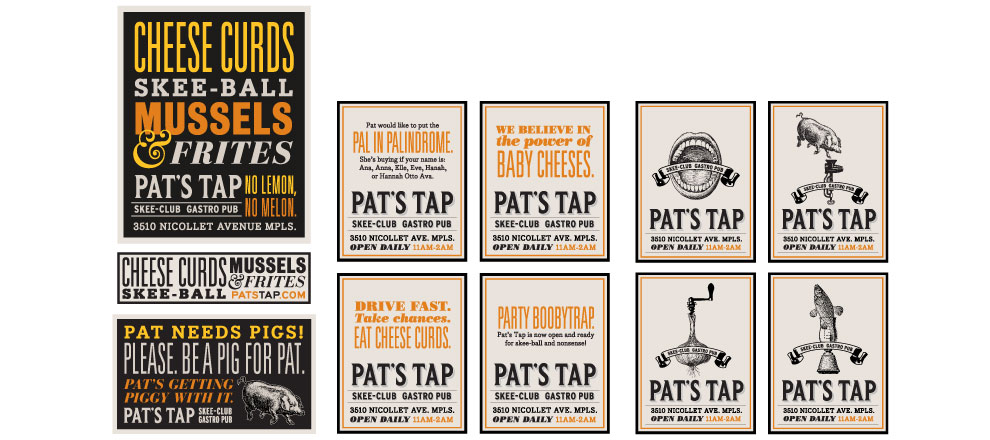 CHEESE CURDS
SKEE-BALL
MUSSELS
& FRITES
PAT'S TAP
SKEE-CLUB GASTRO PUB
NO LEMON,
NO MELON.
3510 NICOLLET AVENUE MPLS.
CHEESE CURDS
SKEE-BALL
MUSSELS
& FRITES
PATSTAP.COM
PAT NEEDS PIGS!
PLEASE. BE A PIG FOR PAT.
PAT'S GETTING
PIGGY WITH IT.
PAT'S TAP
SKEE-CLUB
GASTRO PUB
Pat would like to put the
PAL IN PALINDROME.
She's buying if your name is:
Ana, Anna, Elle, Eve, Hanah,
or Hannah Otto Ava.
PAT'S TAP
SKEE-CLUB GASTRO PUB
3510 NICOLLET AVE. MPLS.
OPEN DAILY 11AM-2AM
WE BELIEVE IN
the power of
BABY CHEESES.
PAT'S TAP
SKEE-CLUB GASTRO PUB
3510 NICOLLET AVE. MPLS.
OPEN DAILY 11AM-2AM
SKEE-CLUB GASTRO PUB
PAT'S TAP
3510 NICOLLET AVE. MPLS.
OPEN DAILY 11AM-2AM
SKEE-CLUB GASTRO PUB
PAT'S TAP
3510 NICOLLET AVE. MPLS.
OPEN DAILY 11AM-2AM
DRIVE FAST.
Take chances.
EAT CHEESE CURDS.
PAT'S TAP
SKEE-CLUB GASTRO PUB
3510 NICOLLET AVE. MPLS.
OPEN DAILY 11AM-2AM
PARTY BOOBYTRAP.
Pat's Tap is now open and ready
for skee-ball and nonsense!
PAT'S TAP
SKEE-CLUB GASTRO PUB
3510 NICOLLET AVE. MPLS.
OPEN DAILY 11AM-2AM
SKEE-CLUB GASTRO PUB
PAT'S TAP
3510 NICOLLET AVE. MPLS.
OPEN DAILY 11AM-2AM
SKEE-CLUB GASTRO PUB
PAT'S TAP
3510 NICOLLET AVE. MPLS.
OPEN DAILY 11AM-2AM